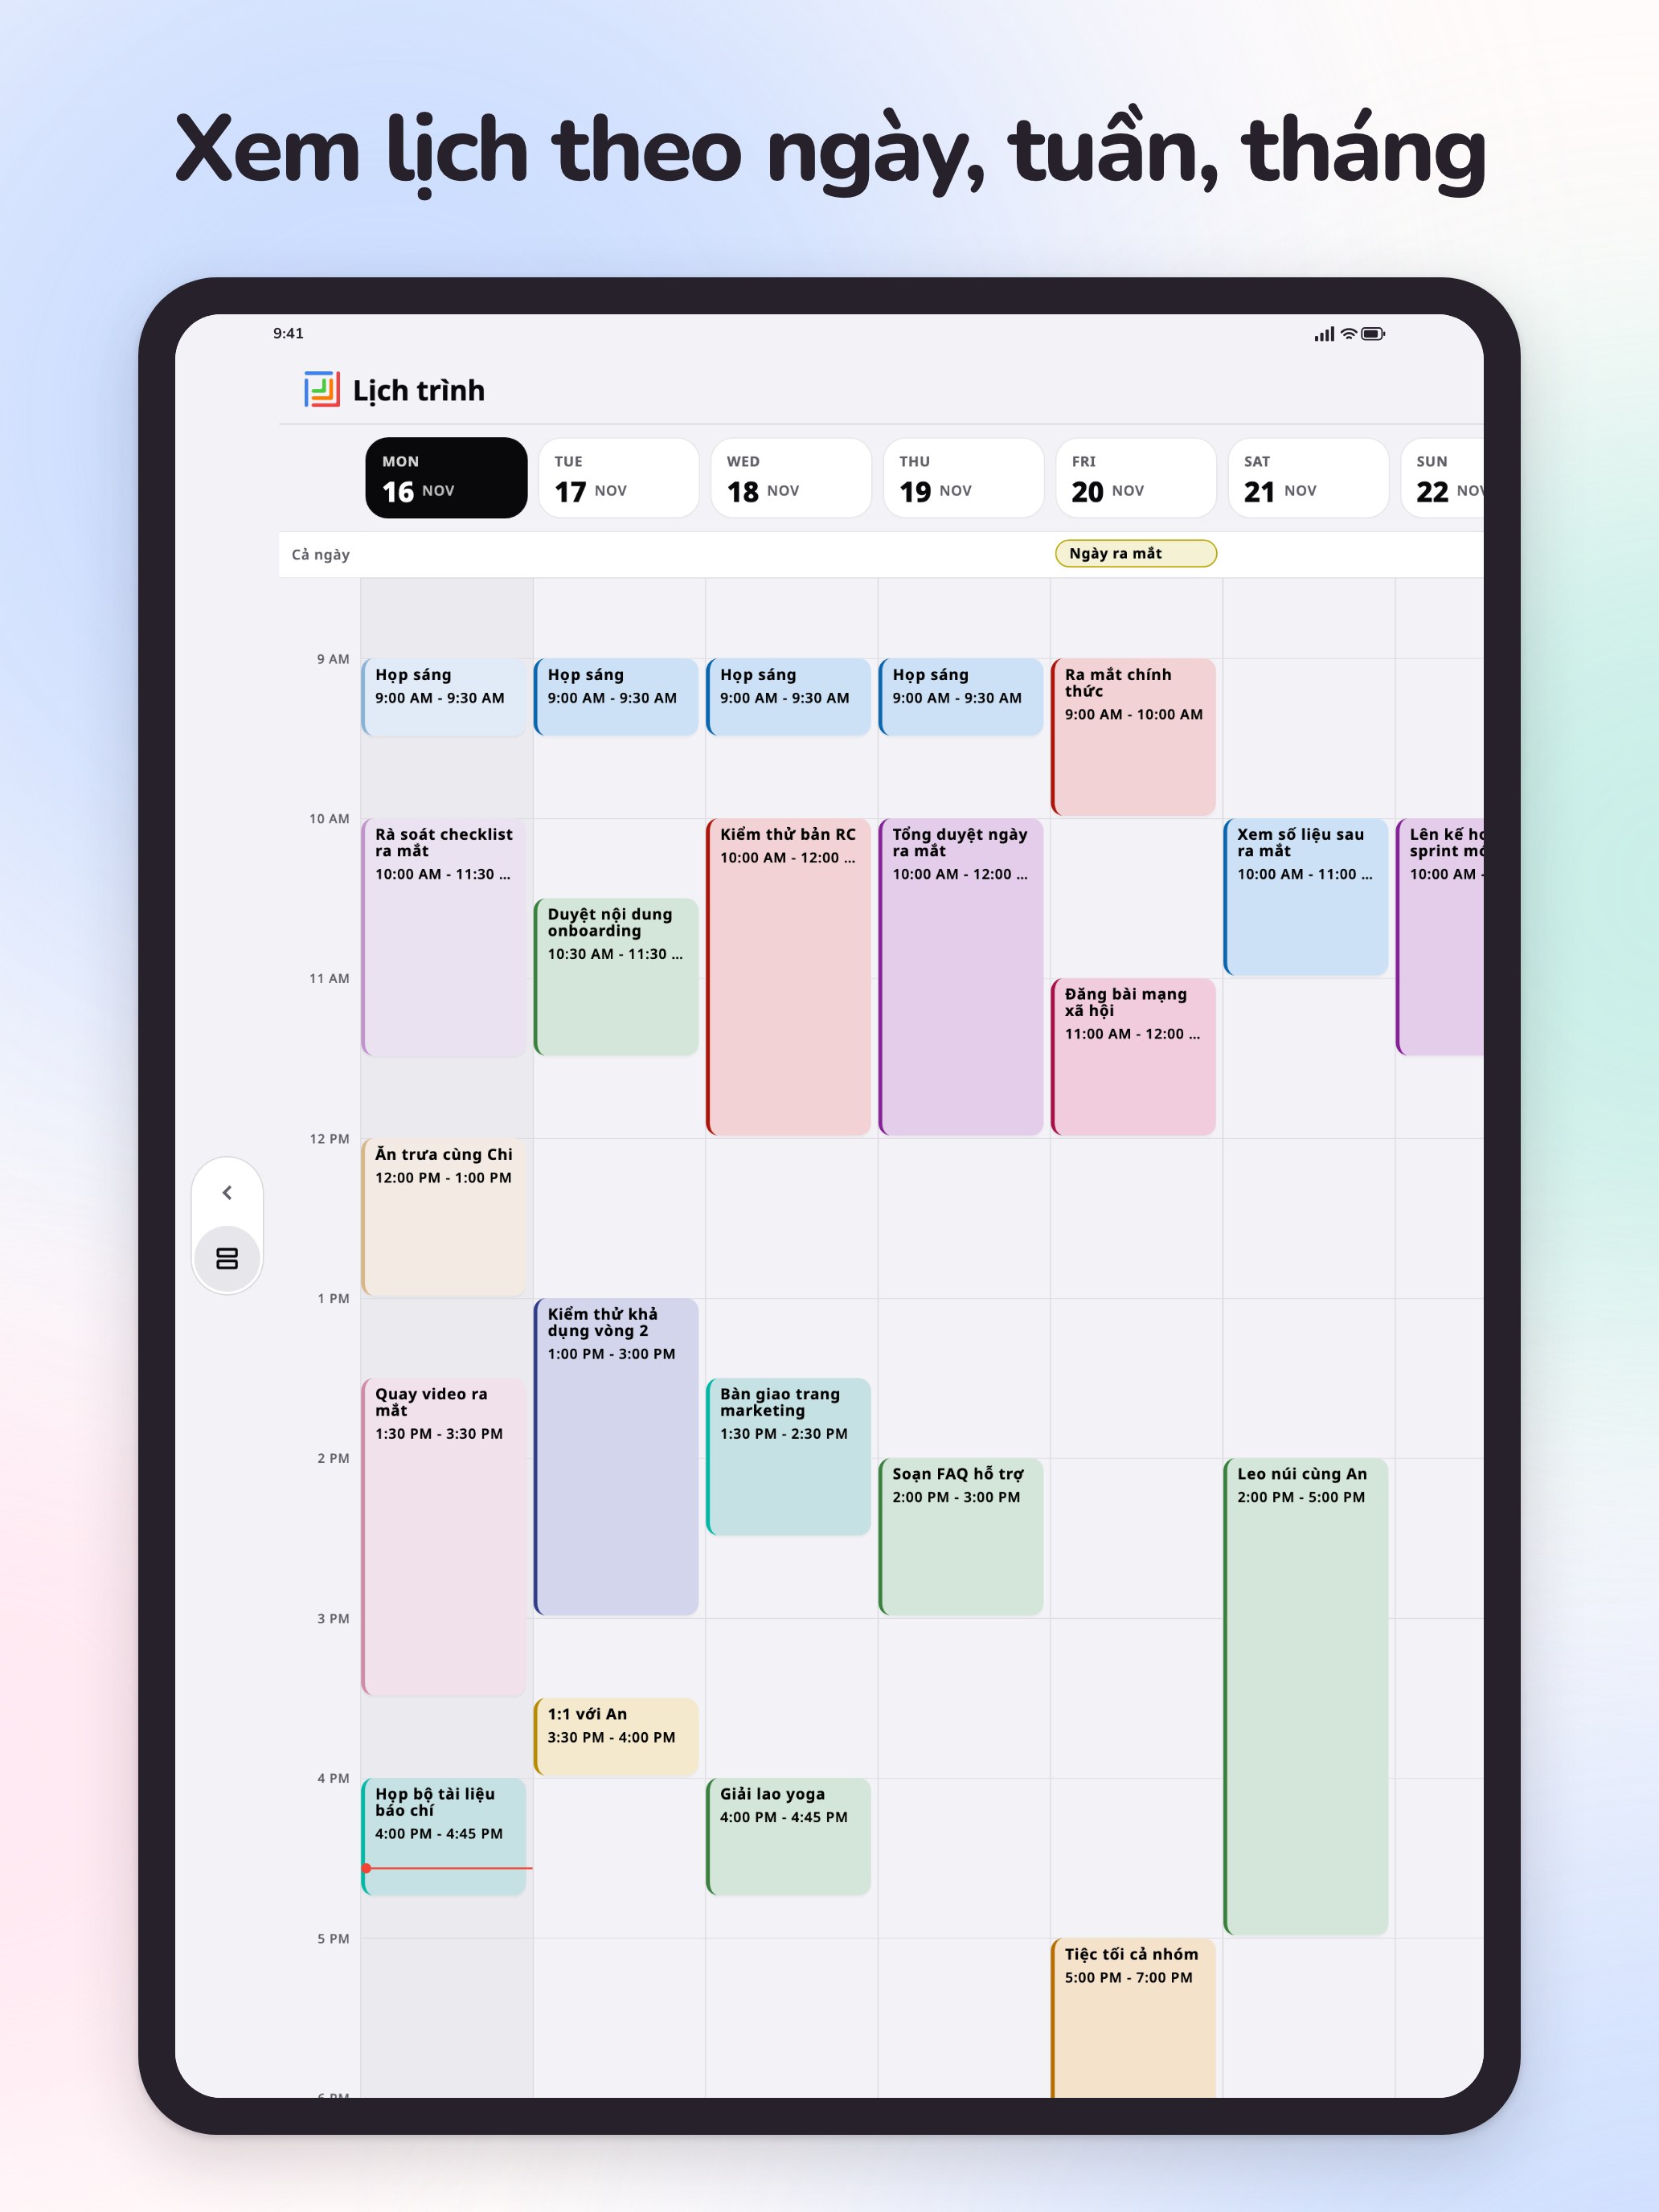 Xem lịch theo ngày, tuần, tháng
9:41
Lịch trình
MON
16 NOV
TUE
17 NOV
WED
18 NOV
THU
19 NOV
FRI
20 NOV
SAT
21 NOV
SUN
22 NOV
Cả ngày
Ngày ra mắt
9 AM
Họp sáng
9:00 AM - 9:30 AM
Họp sáng
9:00 AM - 9:30 AM
Họp sáng
9:00 AM - 9:30 AM
Họp sáng
9:00 AM - 9:30 AM
Ra mắt chính
thức
9:00 AM - 10:00 AM
10 AM
Rà soát checklist
ra mắt
10:00 AM - 11:30 ...
Duyệt nội dung
onboarding
10:30 AM - 11:30 ...
Kiểm thử bản RC
10:00 AM - 12:00 ...
Tổng duyệt ngày
ra mắt
10:00 AM - 12:00 ...
Xem số liệu sau
ra mắt
10:00 AM - 11:00 ...
Lên kế
sprint
10:00 AM -
11 AM
Đăng bài mạng
xã hội
11:00 AM - 12:00 ...
12 PM
Ăn trưa cùng Chi
12:00 PM - 1:00 PM
1 PM
Kiểm thử khả
dụng vòng 2
1:00 PM - 3:00 PM
Quay video ra
mắt
1:30 PM - 3:30 PM
Bàn giao trang
marketing
1:30 PM - 2:30 PM
2 PM
Soạn FAQ hỗ trợ
2:00 PM - 3:00 PM
Leo núi cùng An
2:00 PM - 5:00 PM
3 PM
1:1 với An
3:30 PM - 4:00 PM
4 PM
Họp bộ tài liệu
báo chí
4:00 PM - 4:45 PM
Giải lao yoga
4:00 PM - 4:45 PM
5 PM
Tiệc tối cả nhóm
5:00 PM - 7:00 PM